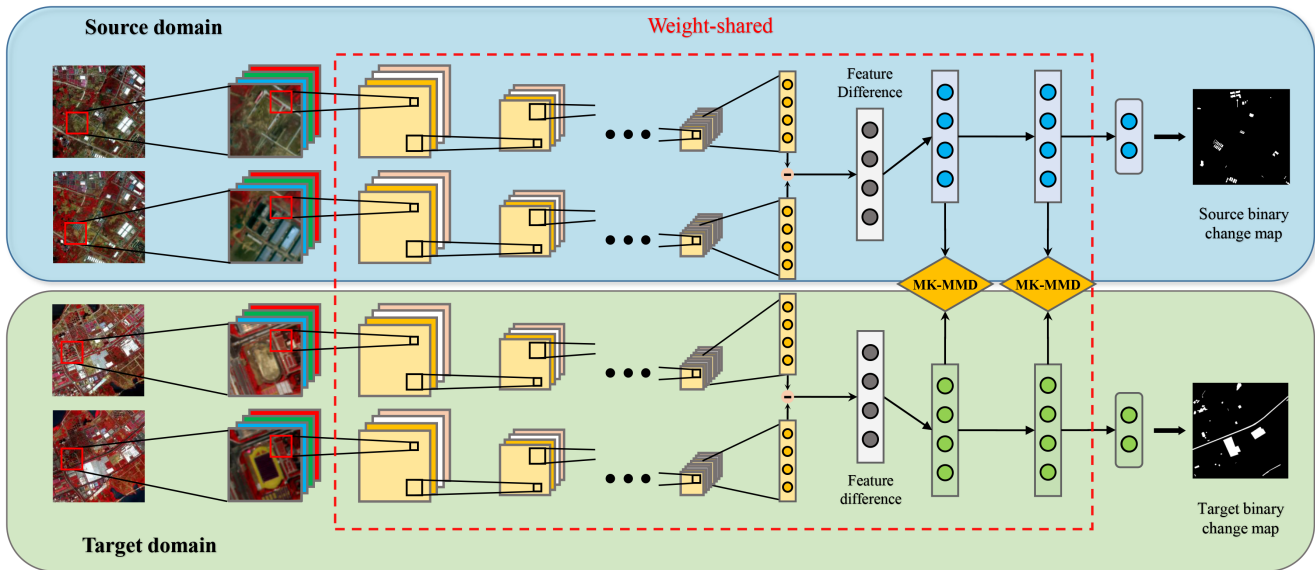 Source domain
Weight-shared
Feature
Difference
Source binary
change map
MK-MMD
MK-MMD
Feature
difference
Target binary
change map
Target domain